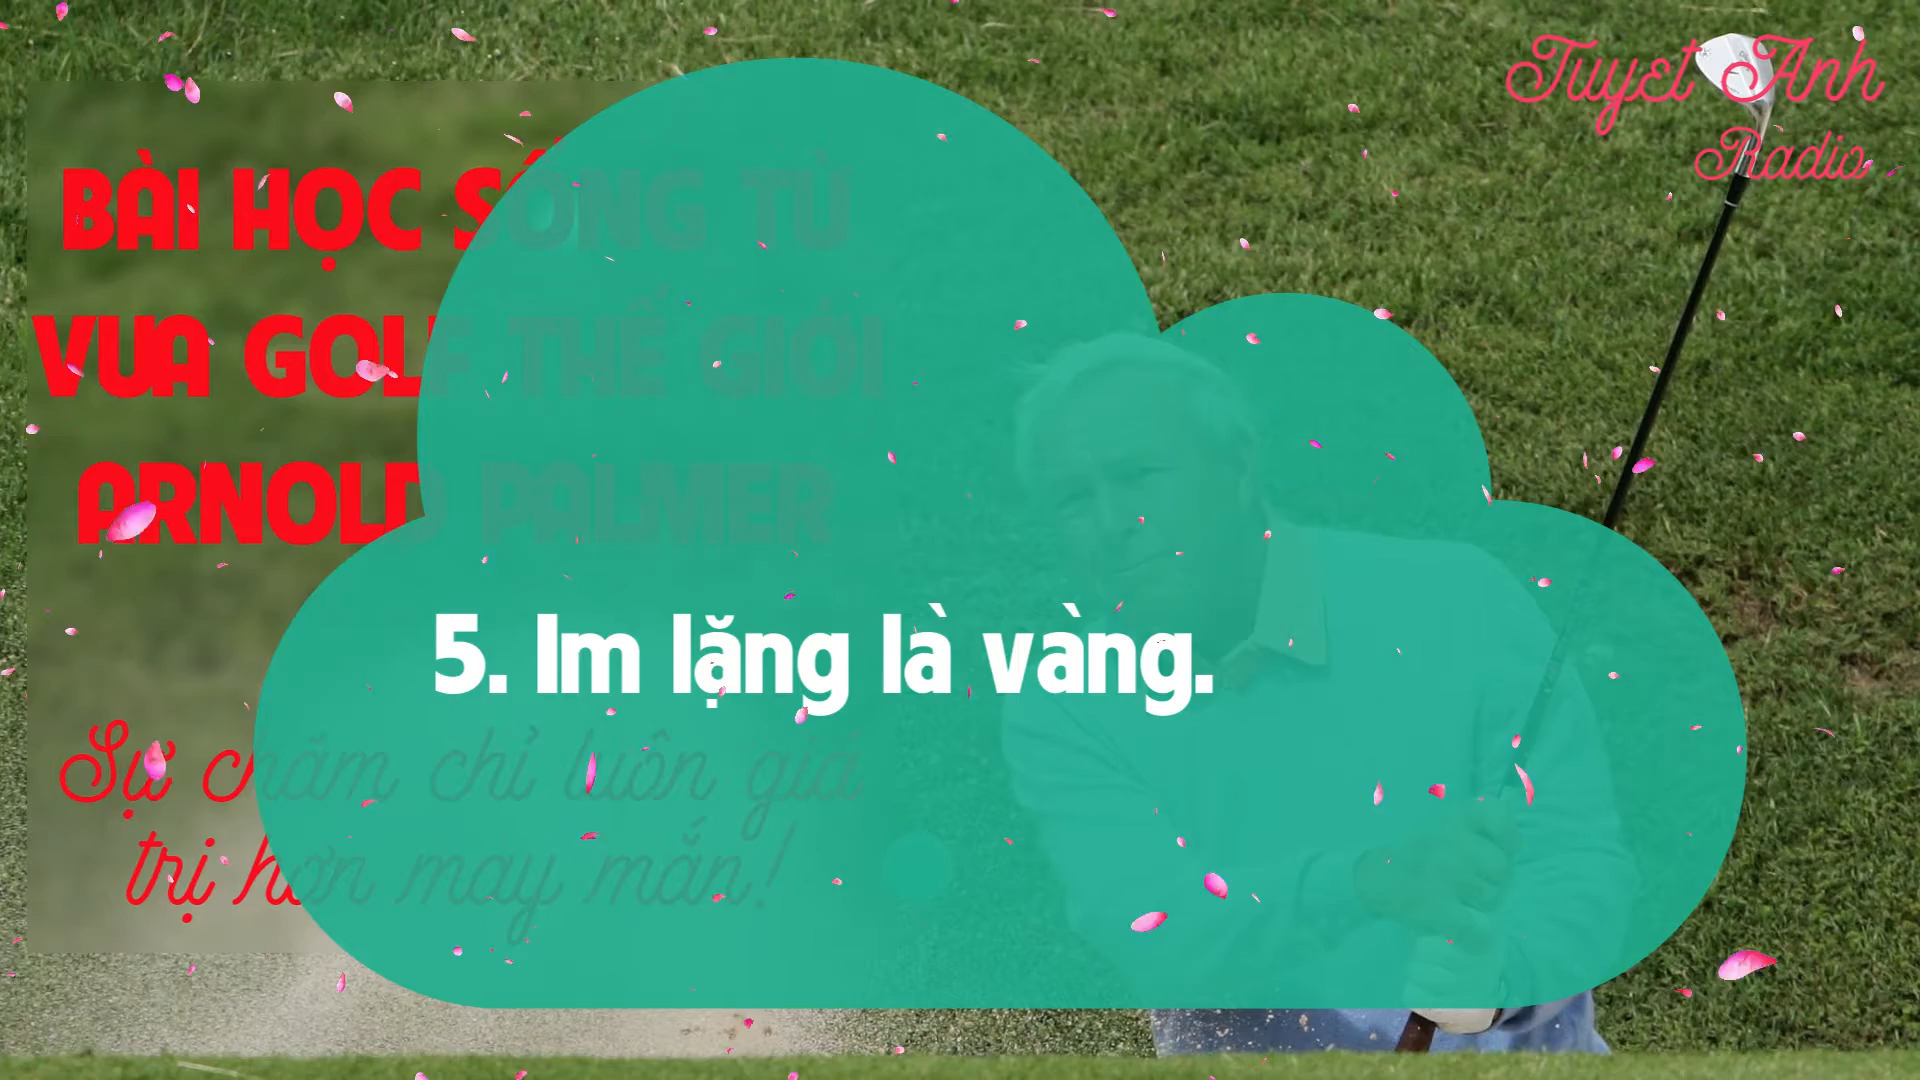 Tuyet Anh
Radio
BÀI HỌC SỐNG TỪ
VUA GOLF THẾ GIỚI
ARNOLD PALMER
5. Im lặng là vàng.
Sự chăm chỉ luôn giá
trị hơn may mắn!